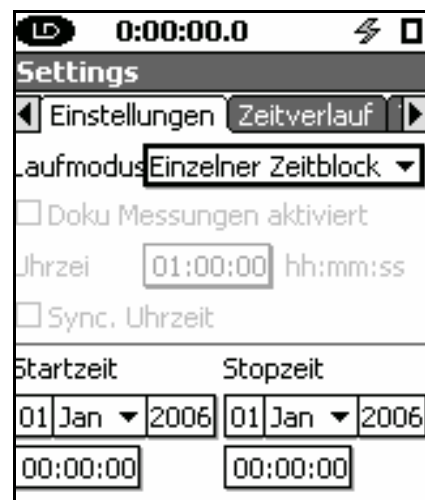 LD 0:00:00.0
Settings
Einstellungen Zeitverlauf
Laufmodus Einzelner Zeitblock
Doku Messungen aktiviert
Uhrzei 01:00:00 hh:mm:ss
Sync. Uhrzeit
Startzeit Stopzeit
01 Jan 2006 01 Jan 2006
00:00:00 00:00:00